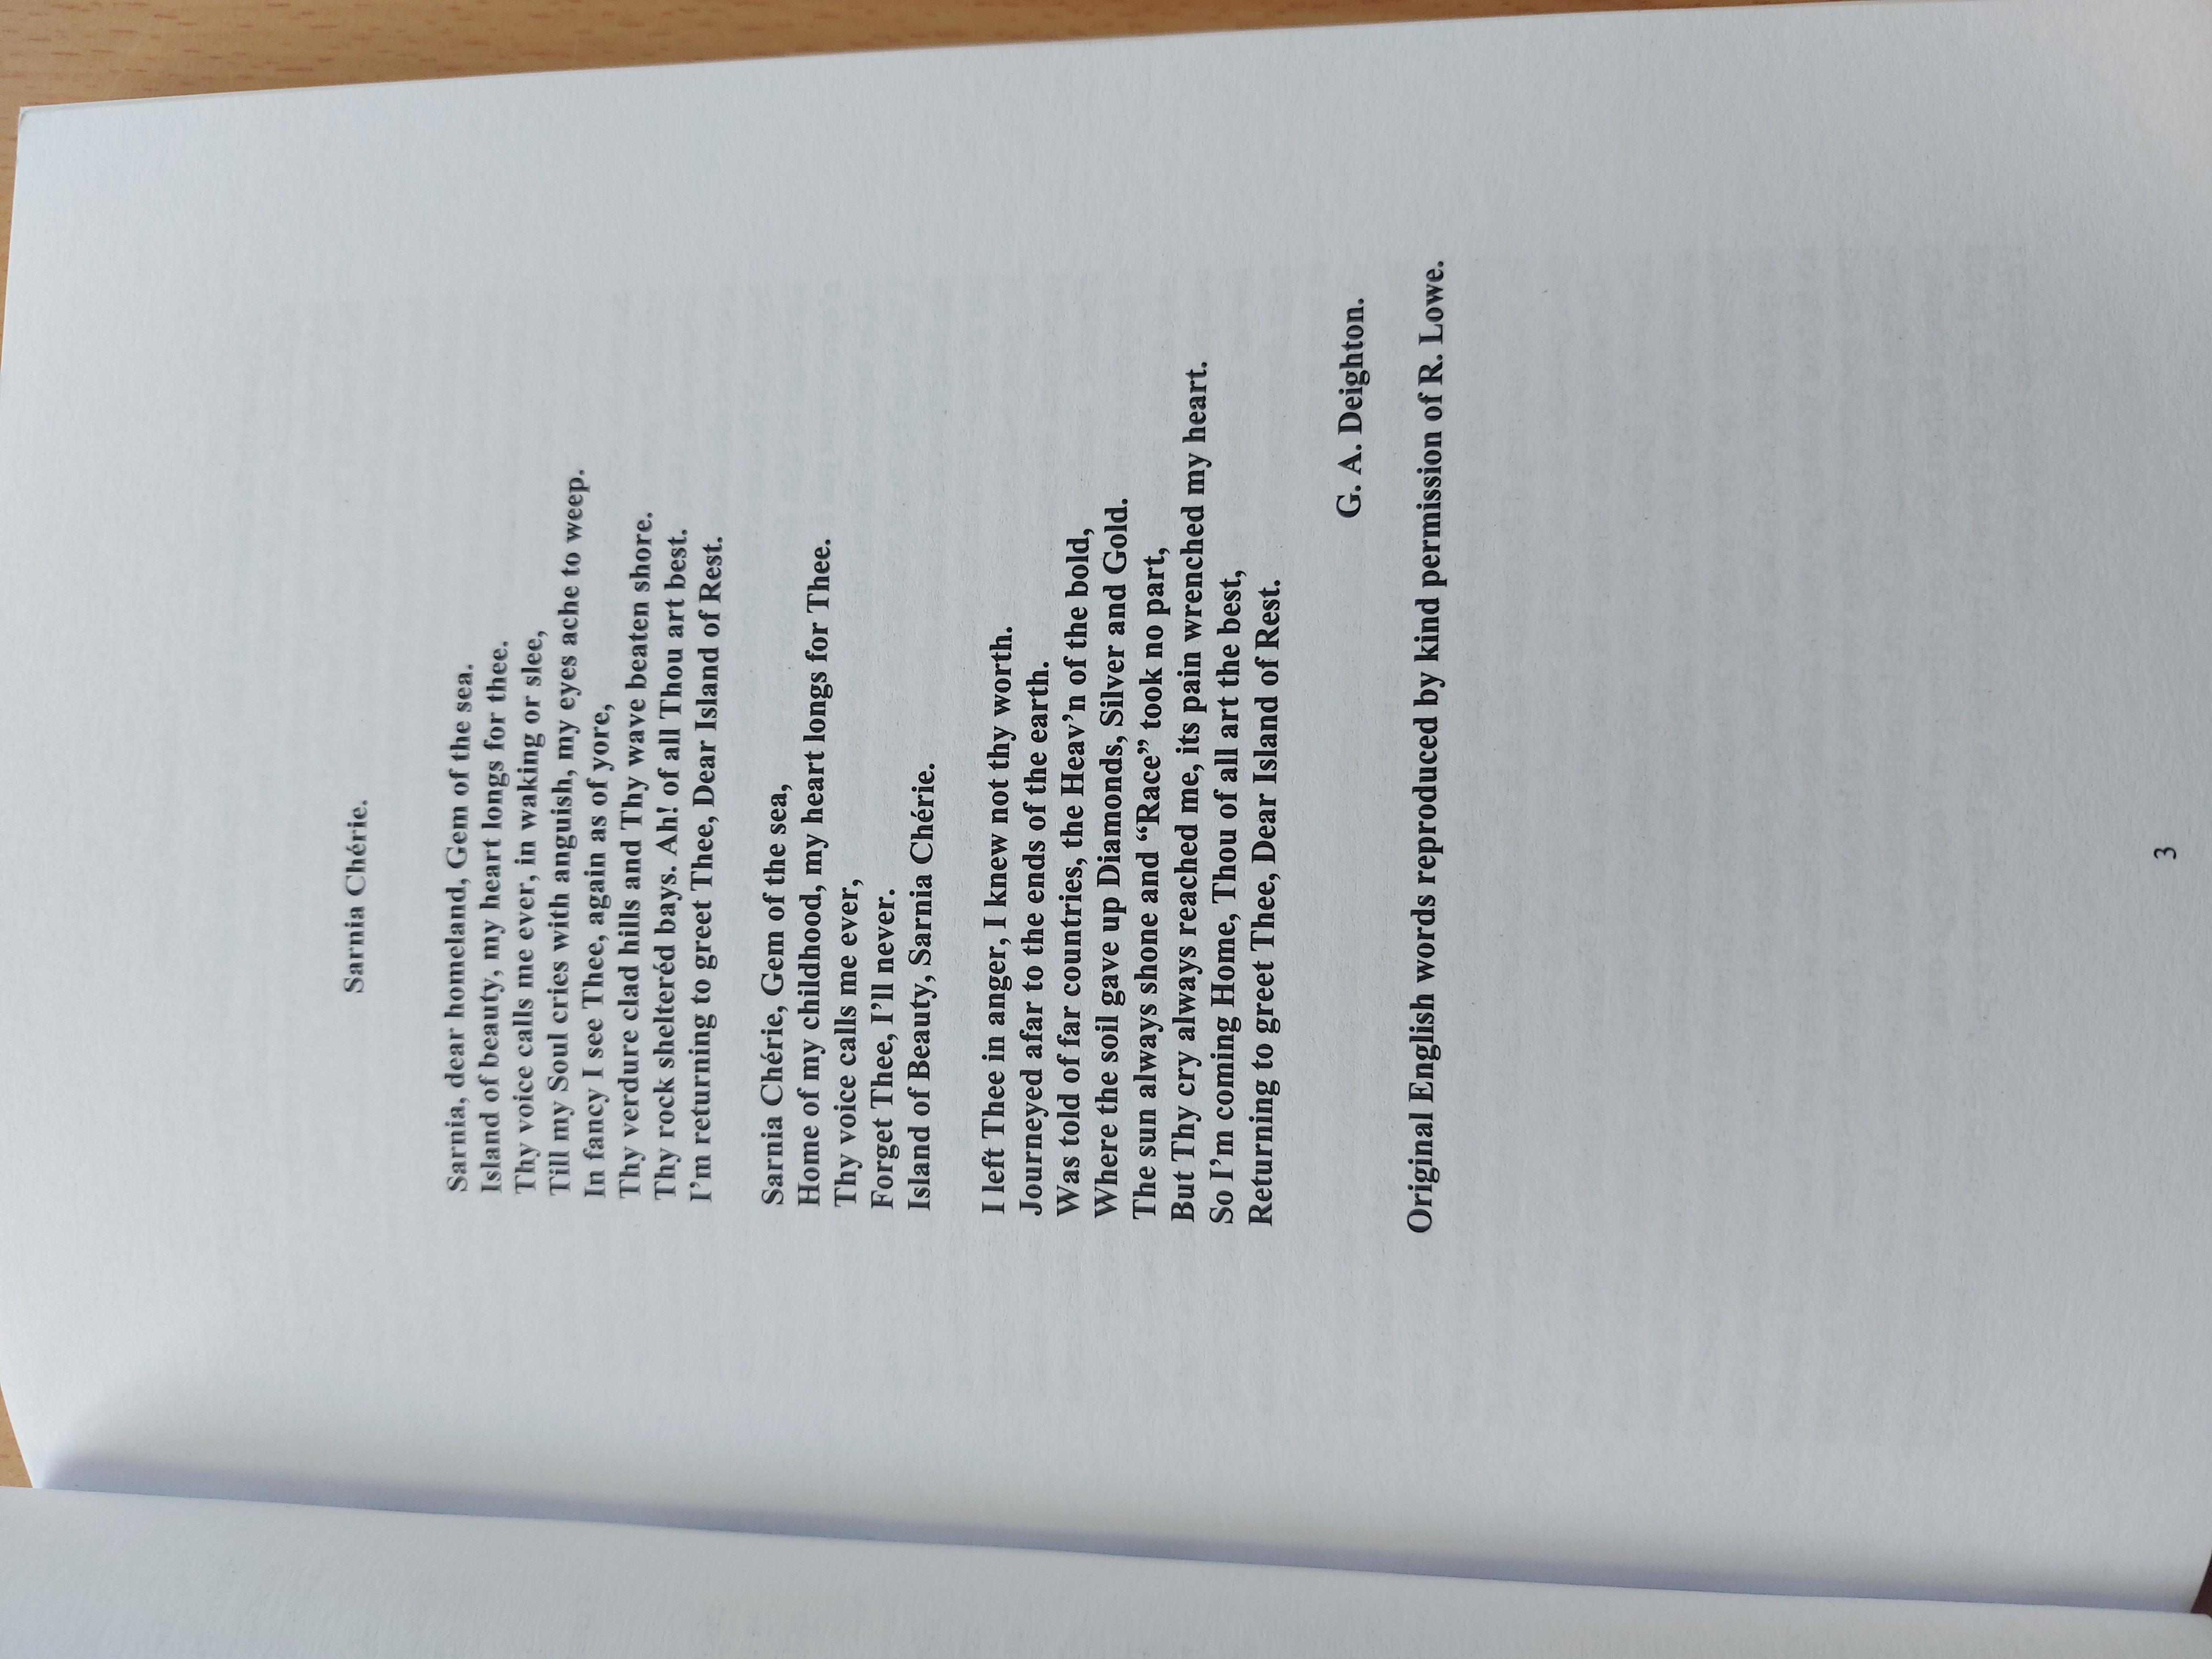 Sarnia Chérie.
Sarnia, dear homeland, Gem of the sea.
Island of beauty, my heart longs for thee.
Thy voice calls me ever, in waking or slee,
Till my Soul cries with anguish, my eyes ache to weep.
In fancy I see Thee, again as of yore,
Thy verdure clad hills and Thy wave beaten shore.
Thy rock shelteréd bays. Ah! of all Thou art best.
I’m returning to greet Thee, Dear Island of Rest.
Sarnia Chérie, Gem of the sea,
Home of my childhood, my heart longs for Thee.
Thy voice calls me ever,
Forget Thee, I’ll never.
Island of Beauty, Sarnia Chérie.
I left Thee in anger, I knew not thy worth.
Journeyed afar to the ends of the earth.
Was told of far countries, the Heav’n of the bold,
Where the soil gave up Diamonds, Silver and Gold.
The sun always shone and “Race” took no part,
But Thy cry always reached me, its pain wrenched my heart.
So I’m coming Home, Thou of all art the best,
Returning to greet Thee, Dear Island of Rest.
G. A. Deighton.
Original English words reproduced by kind permission of R. Lowe.
3